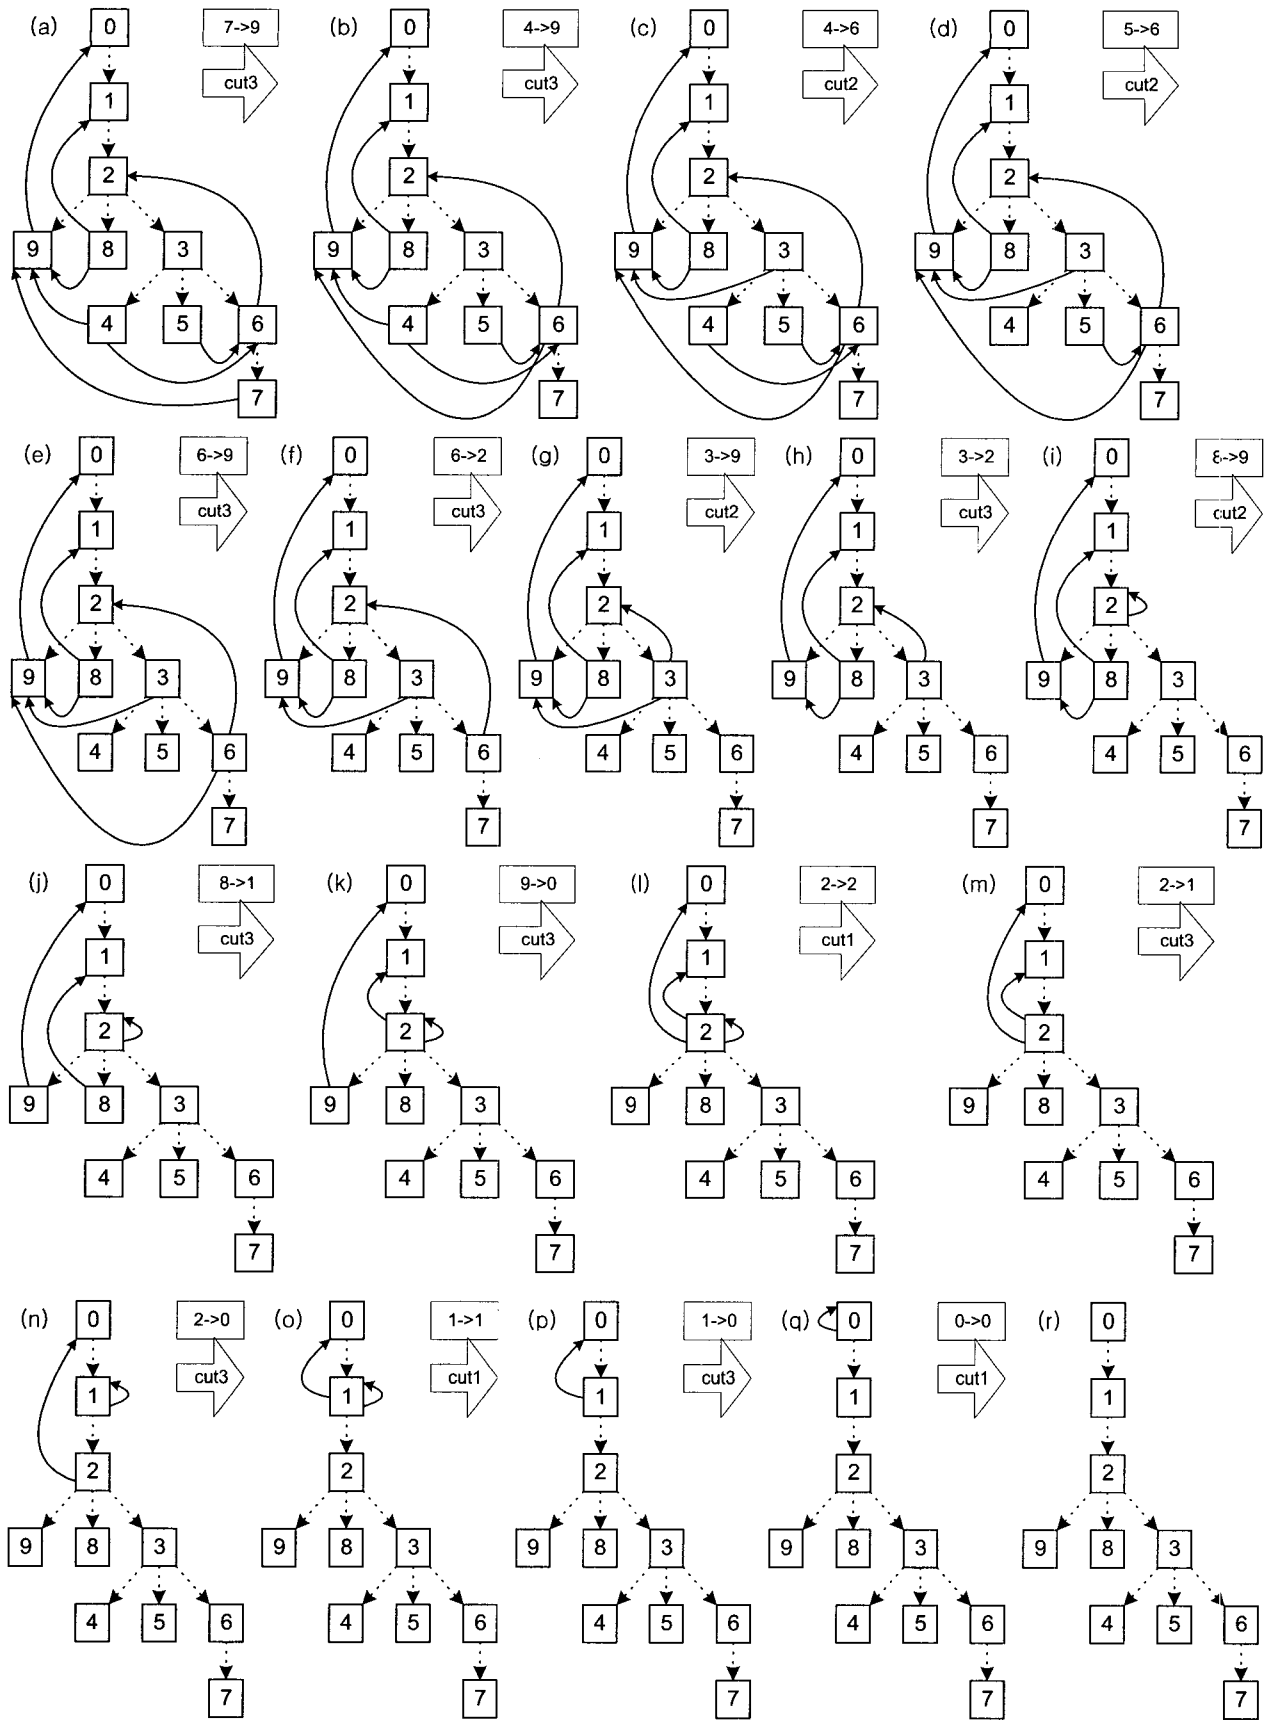 (a) 0 7->9 (b) 0 4->9 (c) 0 4->6 (d) 0 5->6
1 cut3 1 cut3 1 cut2 1 cut2
2 2 2 2
9 8 3 9 8 3 9 8 3 9 8 3
4 5 6 4 5 6 4 5 6 4 5 6
7 7 7 7
(e) 0 6->9 (f) 0 6->2 (g) 0 3->9 (h) 0 3->2 (i) 0 8->9
1 cut3 1 cut3 1 cut2 1 cut3 1 cut2
2 2 2 2 2
9 8 3 9 8 3 9 8 3 9 8 3 9 8 3
4 5 6 4 5 6 4 5 6 4 5 6 4 5 6
7 7 7 7 7
(j) 0 8->1 (k) 0 9->0 (l) 0 2->2 (m) 0 2->1
1 cut3 1 cut3 1 cut1 1 cut3
2 2 2 2
9 8 3 9 8 3 9 8 3 9 8 3
4 5 6 4 5 6 4 5 6 4 5 6
7 7 7 7
(n) 0 2->0 (o) 0 1->1 (p) 0 1->0 (q) 0 0->0 (r) 0
1 cut3 1 cut1 1 cut3 1 cut1 1
2 2 2 2 2
9 8 3 9 8 3 9 8 3 9 8 3 9 8 3
4 5 6 4 5 6 4 5 6 4 5 6 4 5 6
7 7 7 7 7